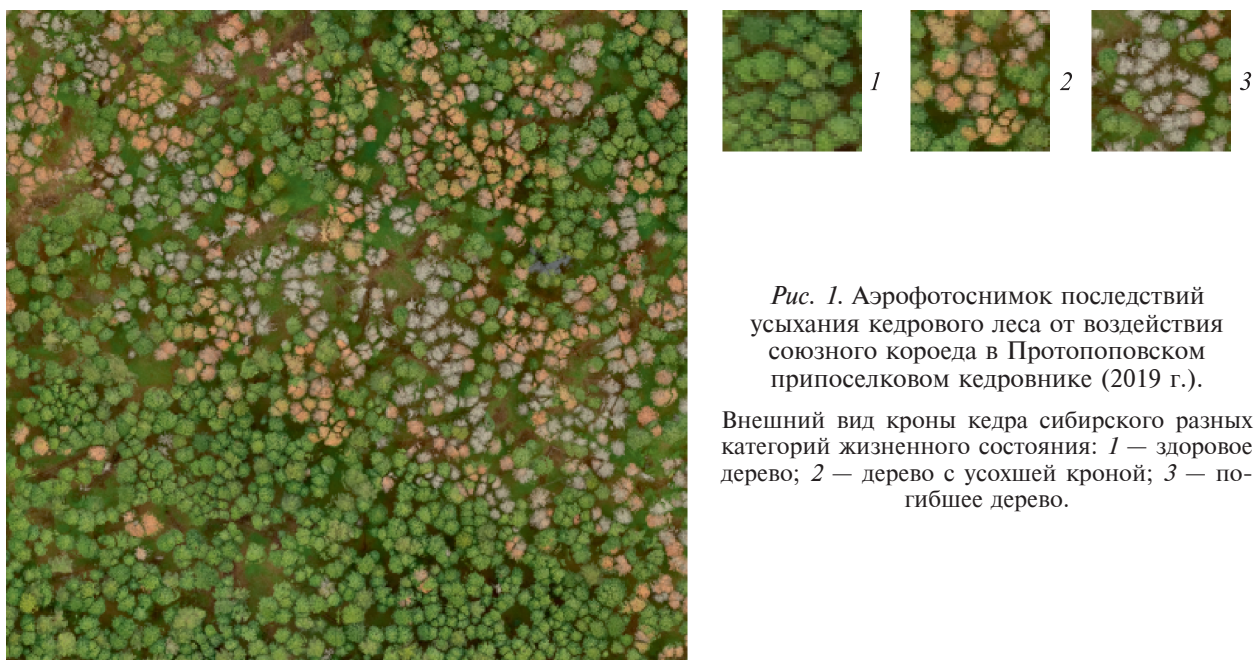 1
2
3
Рис. 1. Аэрофотоснимок последствий
усыхания кедрового леса от воздействия
союзного короеда в Протопоповском
припоселковом кедровнике (2019 г.).
Внешний вид кроны кедра сибирского разных
категорий жизненного состояния: 1 — здоровое
дерево; 2 — дерево с усохшей кроной; 3 — по-
гибшее дерево.